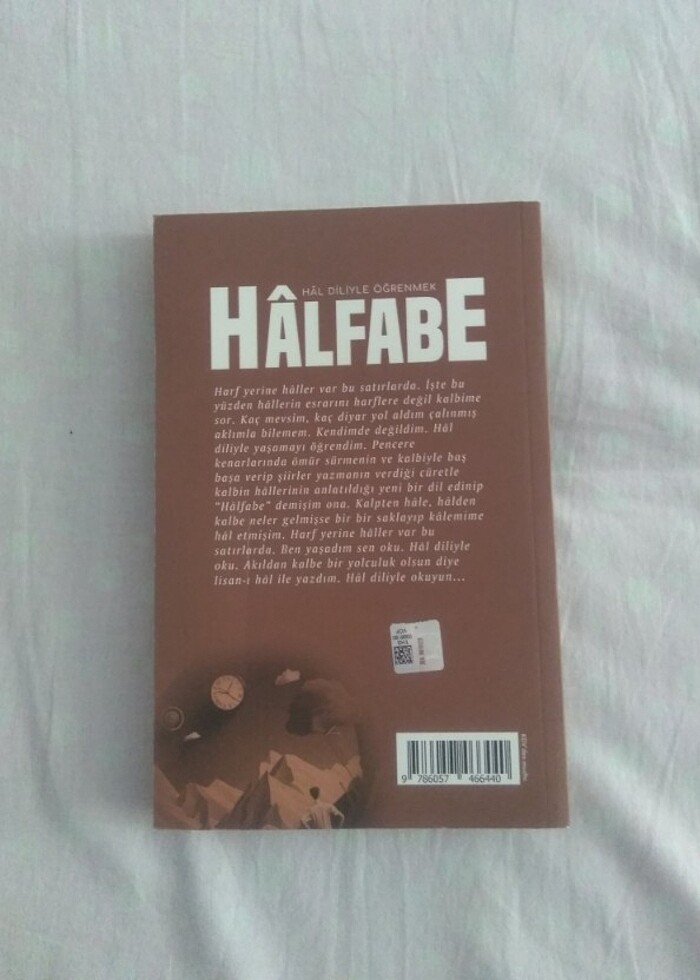 HÂL DİLİYLE ÖĞRENMEK
HÂLFABE
Harf yerine hâller var bu satırlarda. İşte bu
yüzden hâllerin esrarını harflere değil kalbime
sor. Kaç mevsim, kaç diyar yol aldım çalınmış
aklımla bilemem. Kendimde değildim. Hâl
diliyle yaşamayı öğrendim. Pencere
kenarlarında ömür sürmenin ve kalbiyle baş
başa verip şiirler yazmanın verdiği cüretle
kalbin hâllerinin anlatıldığı yeni bir dil edinip
"Hâlfabe" demişim ona. Kalpten hâle, hâlden
kalbe neler gelmişse bir bir saklayıp kâlemime
hâl etmişim. Harf yerine hâller var bu
satırlarda. Ben yaşadım sen oku. Hâl diliyle
oku. Akıldan kalbe bir yolculuk olsun diye
lisan-ı hâl ile yazdım. Hâl diliyle okuyun...
9 786057 466440